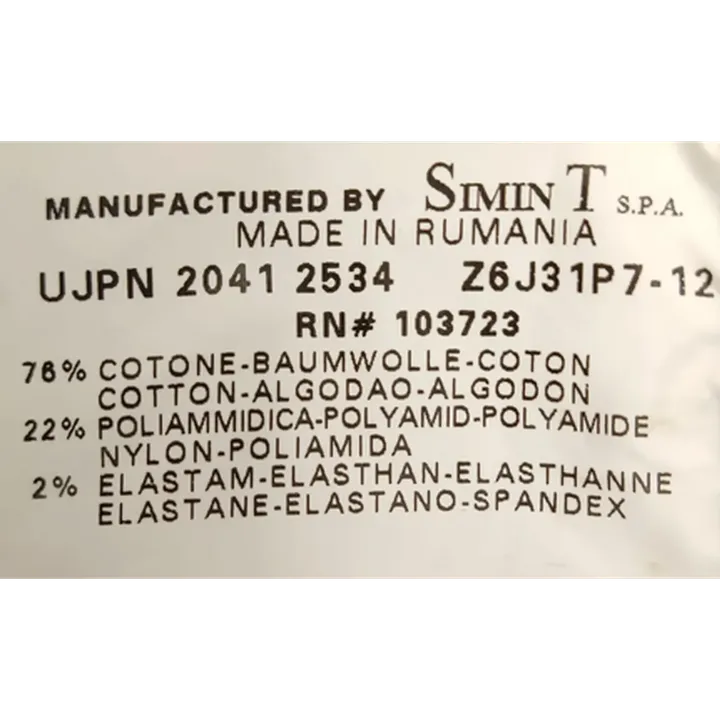 MANUFACTURED BY SIMIN T S.P.A.
MADE IN RUMANIA
UJPN 2041 2534 Z6J31P7-12
RN# 103723
76% COTONE-BAUMWOLLE-COTON
COTTON-ALGODAO-ALGODON
22% POLIAMMIDICA-POLYAMID-POLYAMIDE
NYLON-POLIAMIDA
2% ELASTAM-ELASTHAN-ELASTHANNE
ELASTANE-ELASTANO-SPANDEX